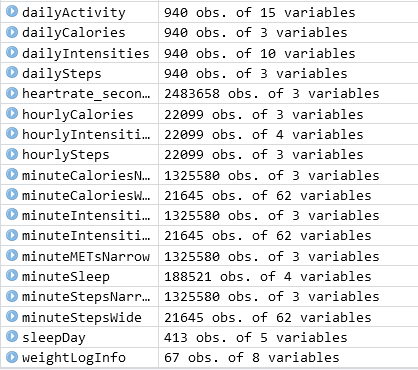 dailyActivity 940 obs. of 15 variables
dailyCalories 940 obs. of 3 variables
dailyIntensities 940 obs. of 10 variables
dailySteps 940 obs. of 3 variables
heartrate_secon… 2483658 obs. of 3 variables
hourlyCalories 22099 obs. of 3 variables
hourlyIntensiti… 22099 obs. of 4 variables
hourlySteps 22099 obs. of 3 variables
minuteCaloriesN… 1325580 obs. of 3 variables
minuteCaloriesW… 21645 obs. of 62 variables
minuteIntensiti… 1325580 obs. of 3 variables
minuteIntensiti… 21645 obs. of 62 variables
minuteMETsNarrow 1325580 obs. of 3 variables
minuteSleep 188521 obs. of 4 variables
minuteStepsNarr… 1325580 obs. of 3 variables
minuteStepsWide 21645 obs. of 62 variables
sleepDay 413 obs. of 5 variables
weightLogInfo 67 obs. of 8 variables